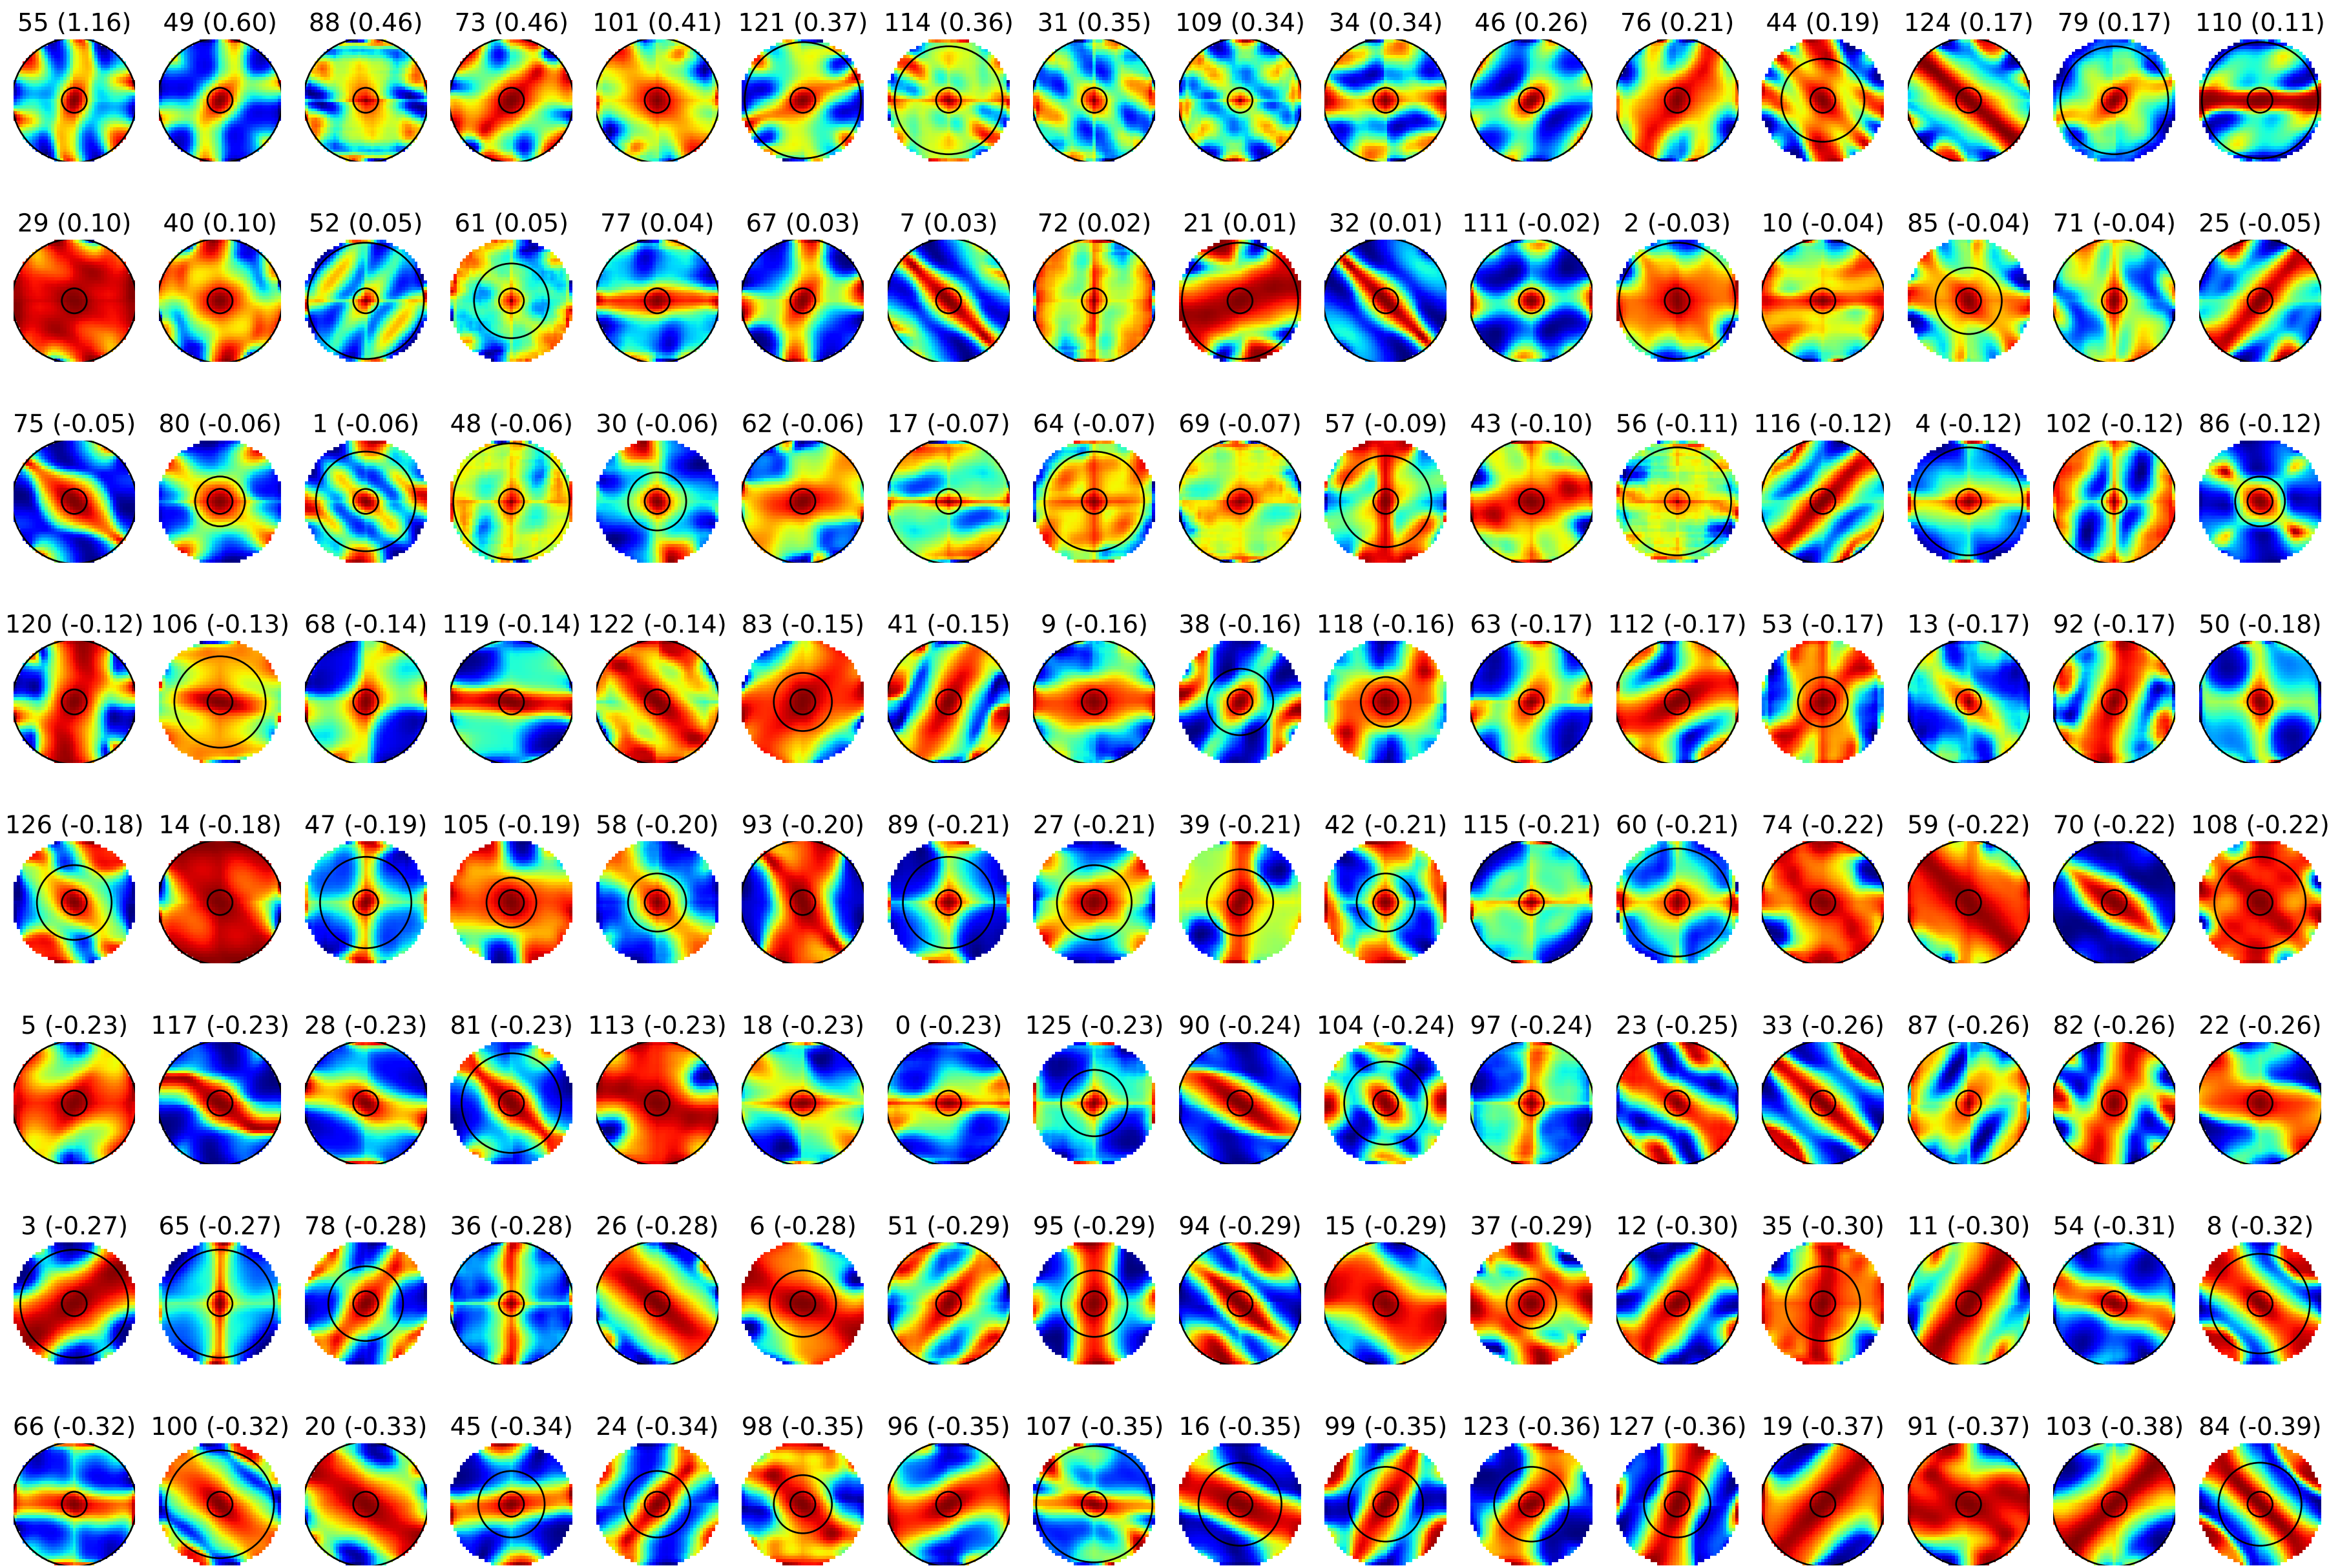 55 (1.16) 49 (0.60) 88 (0.46) 73 (0.46) 101 (0.41) 121 (0.37) 114 (0.36) 31 (0.35) 109 (0.34) 34 (0.34) 46 (0.26) 76 (0.21) 44 (0.19) 124 (0.17) 79 (0.17) 110 (0.11)
29 (0.10) 40 (0.10) 52 (0.05) 61 (0.05) 77 (0.04) 67 (0.03) 7 (0.03) 72 (0.02) 21 (0.01) 32 (0.01) 111 (-0.02) 2 (-0.03) 10 (-0.04) 85 (-0.04) 71 (-0.04) 25 (-0.05)
75 (-0.05) 80 (-0.06) 1 (-0.06) 48 (-0.06) 30 (-0.06) 62 (-0.06) 17 (-0.07) 64 (-0.07) 69 (-0.07) 57 (-0.09) 43 (-0.10) 56 (-0.11) 116 (-0.12) 4 (-0.12) 102 (-0.12) 86 (-0.12)
120 (-0.12) 106 (-0.13) 68 (-0.14) 119 (-0.14) 122 (-0.14) 83 (-0.15) 41 (-0.15) 9 (-0.16) 38 (-0.16) 118 (-0.16) 63 (-0.17) 112 (-0.17) 53 (-0.17) 13 (-0.17) 92 (-0.17) 50 (-0.18)
126 (-0.18) 14 (-0.18) 47 (-0.19) 105 (-0.19) 58 (-0.20) 93 (-0.20) 89 (-0.21) 27 (-0.21) 39 (-0.21) 42 (-0.21) 115 (-0.21) 60 (-0.21) 74 (-0.22) 59 (-0.22) 70 (-0.22) 108 (-0.22)
5 (-0.23) 117 (-0.23) 28 (-0.23) 81 (-0.23) 113 (-0.23) 18 (-0.23) 0 (-0.23) 125 (-0.23) 90 (-0.24) 104 (-0.24) 97 (-0.24) 23 (-0.25) 33 (-0.26) 87 (-0.26) 82 (-0.26) 22 (-0.26)
3 (-0.27) 65 (-0.27) 78 (-0.28) 36 (-0.28) 26 (-0.28) 6 (-0.28) 51 (-0.29) 95 (-0.29) 94 (-0.29) 15 (-0.29) 37 (-0.29) 12 (-0.30) 35 (-0.30) 11 (-0.30) 54 (-0.31) 8 (-0.32)
66 (-0.32) 100 (-0.32) 20 (-0.33) 45 (-0.34) 24 (-0.34) 98 (-0.35) 96 (-0.35) 107 (-0.35) 16 (-0.35) 99 (-0.35) 123 (-0.36) 127 (-0.36) 19 (-0.37) 91 (-0.37) 103 (-0.38) 84 (-0.39)